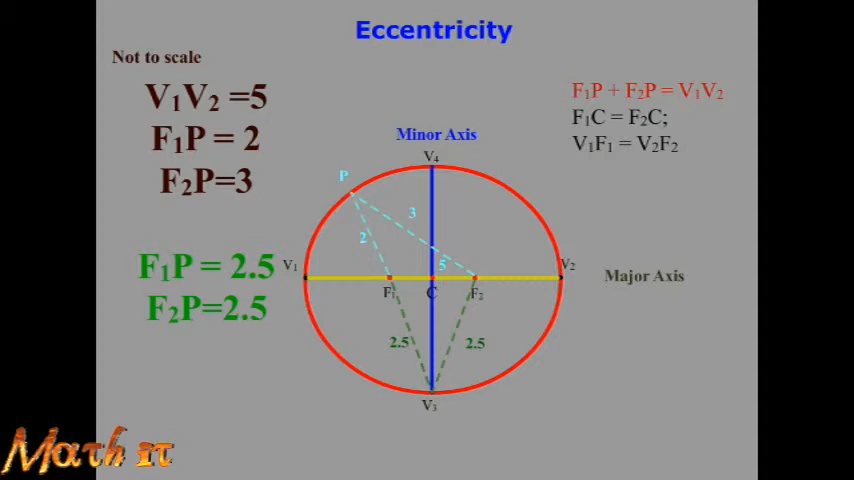 Eccentricity
Not to scale
V₁V₂ =5
F₁P = 2
F₂P=3
F₁P + F₂P = V₁V₂
F₁C = F₂C;
V₁F₁ = V₂F₂
Minor Axis
V₄
P
3
2
5
F₁P = 2.5
F₂P=2.5
V₁
V₂
Major Axis
F₁
C
F₂
2.5
2.5
V₃
Math It